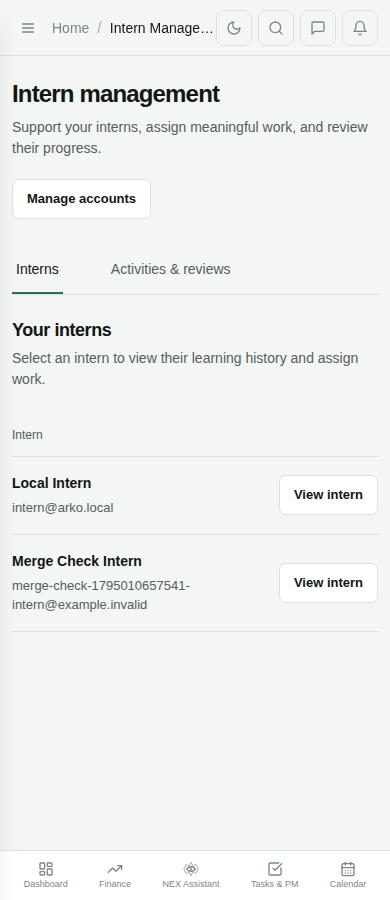 Home / Intern Manage…
Intern management
Support your interns, assign meaningful work, and review
their progress.
Manage accounts
Interns
Activities & reviews
Your interns
Select an intern to view their learning history and assign
work.
Intern
Local Intern
intern@arko.local
View intern
Merge Check Intern
merge-check-1795010657541-
intern@example.invalid
View intern
Dashboard
Finance
NEX Assistant
Tasks & PM
Calendar